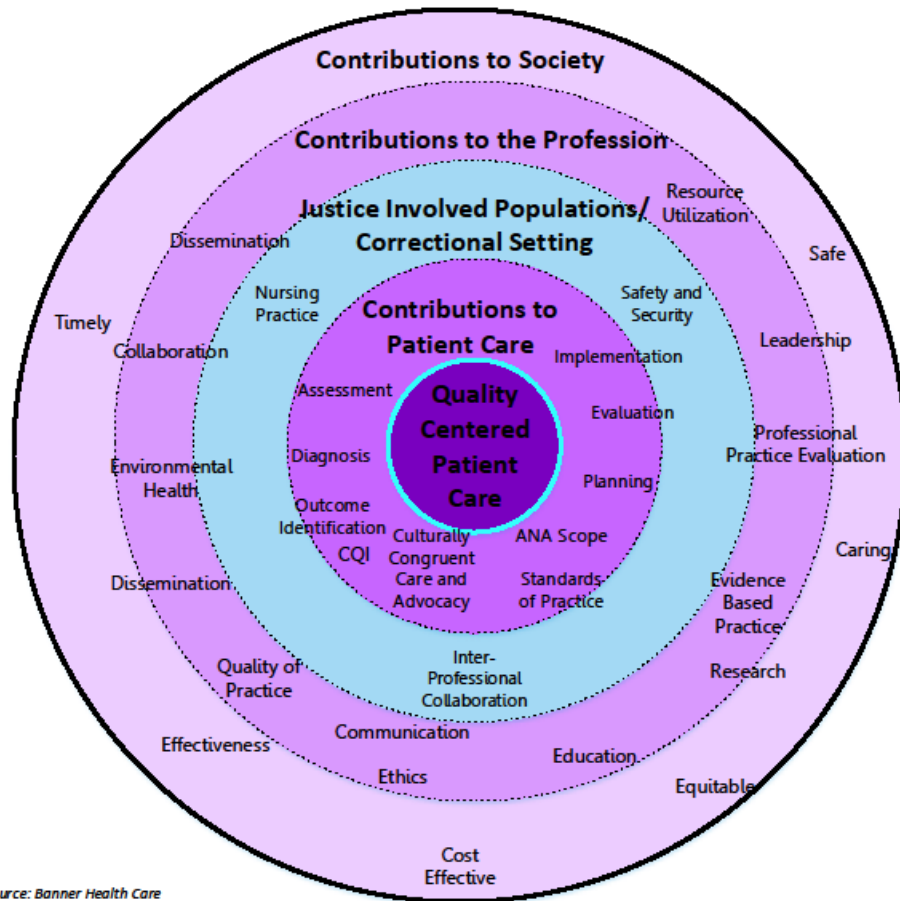 Contributions to Society
Contributions to the Profession
Resource
Utilization
Justice Involved Populations/
Correctional Setting
Dissemination
Safe
Nursing
Practice
Safety and
Security
Contributions to
Patient Care
Timely
Collaboration
Leadership
Implementation
Assessment
Quality
Centered
Patient
Care
Evaluation
Professional
Practice Evaluation
Diagnosis
Environmental
Health
Planning
Outcome
Identification
CQI
Culturally
Congruent
Care and
Advocacy
ANA Scope
Standards
of Practice
Caring
Dissemination
Evidence
Based
Practice
Inter-
Professional
Collaboration
Quality of
Practice
Research
Communication
Effectiveness
Education
Ethics
Equitable
Cost
Effective
urce: Banner Health Care